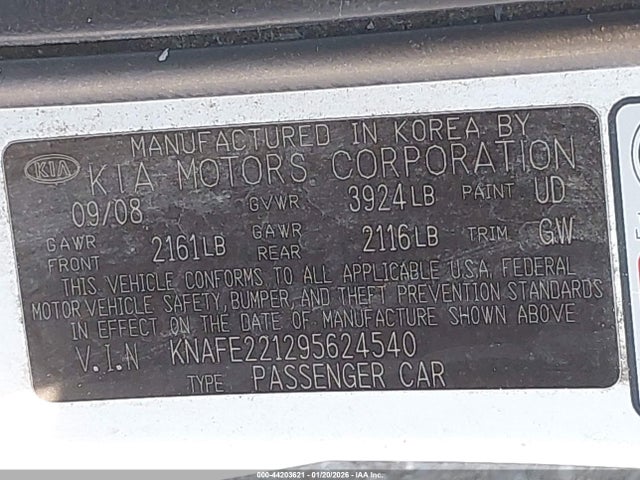 MANUFACTURED IN KOREA BY
KIA KIA MOTORS CORPORATION
09/08 GVWR 3924LB PAINT UD
GAWR FRONT 2161LB GAWR REAR 2116LB TRIM GW
THIS VEHICLE CONFORMS TO ALL APPLICABLE U.S.A. FEDERAL
MOTOR VEHICLE SAFETY, BUMPER, AND THEFT PREVENTION STANDARDS
IN EFFECT ON THE DATE OF MANUFACTURE SHOWN ABOVE
V.I.N KNAFE221295624540
TYPE PASSENGER CAR
000-44203621 - 01/20/2026 - IAA Inc.